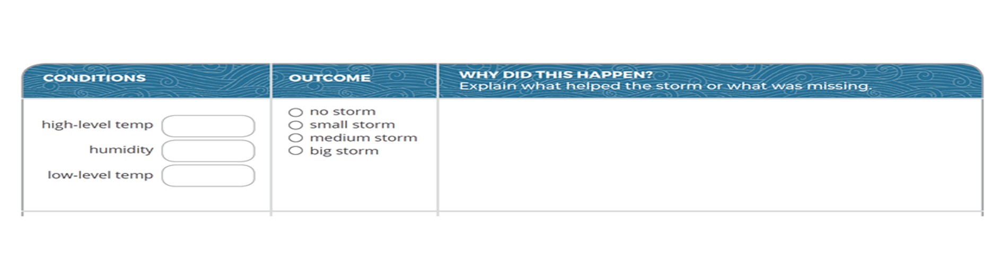 CONDITIONS
OUTCOME
WHY DID THIS HAPPEN?
Explain what helped the storm or what was missing.
high-level temp
humidity
low-level temp
no storm
small storm
medium storm
big storm